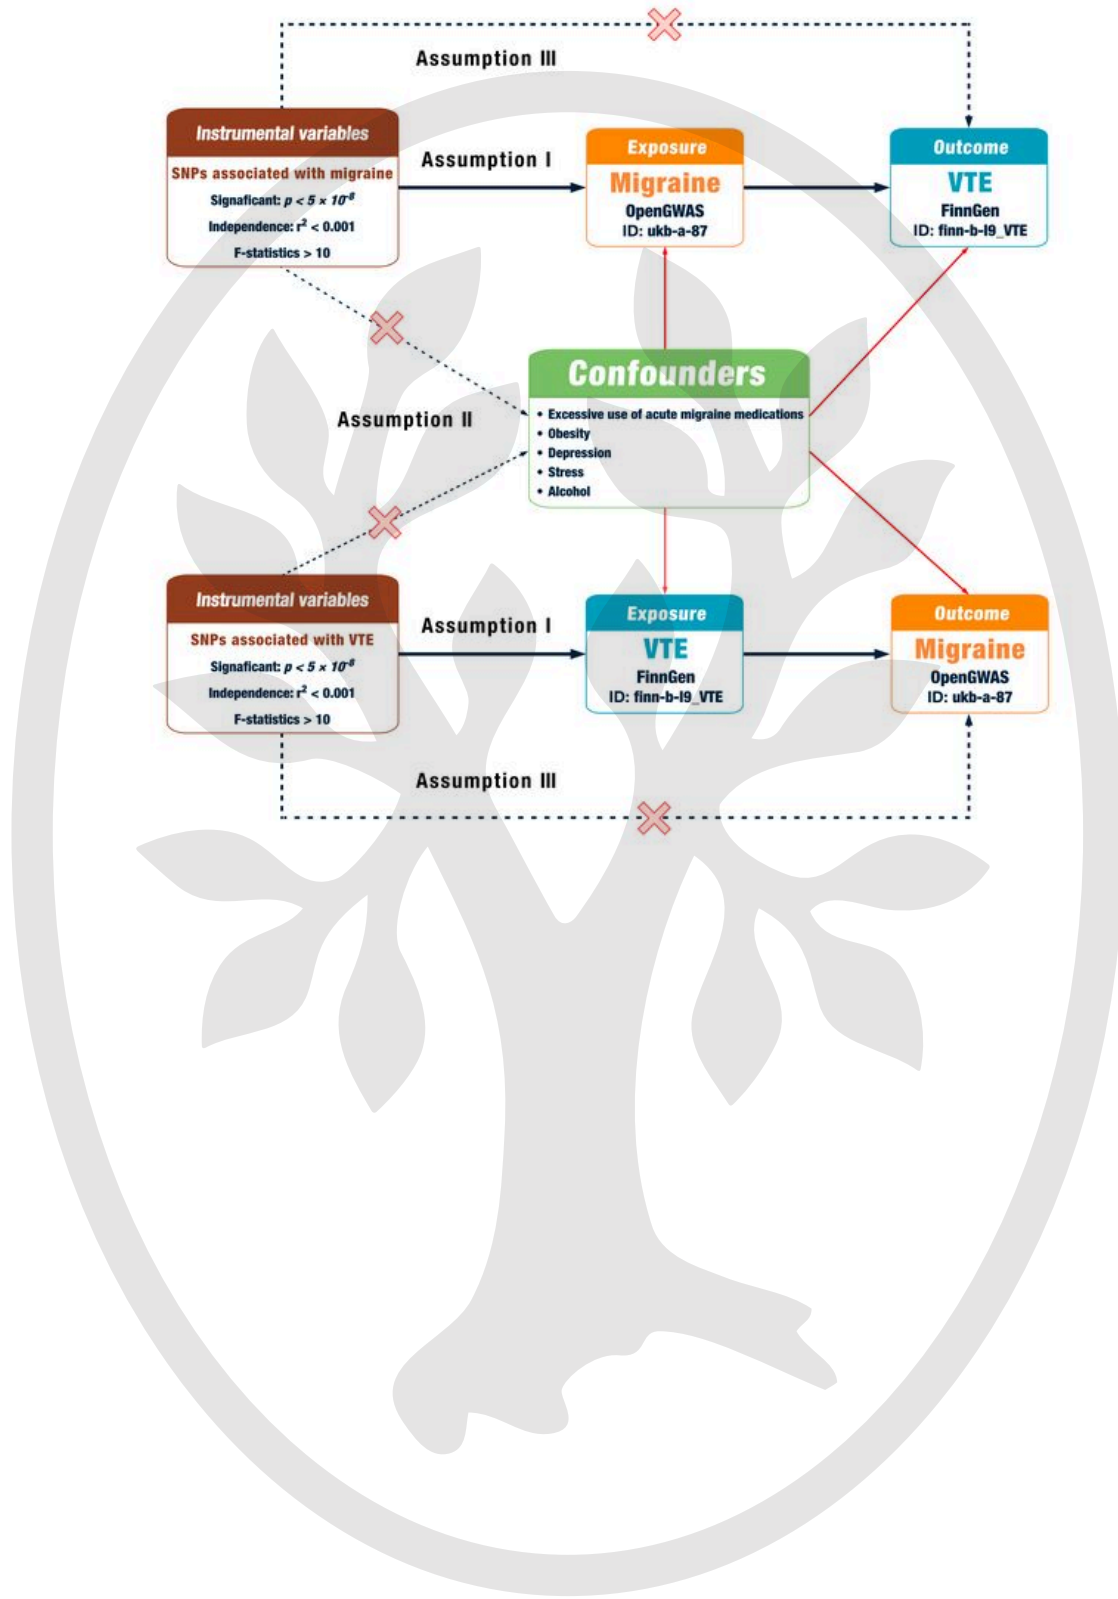 Assumption III
Instrumental variables
SNPs associated with migraine
Signaficant: p < 5 × 10⁻⁸
Independence: r² < 0.001
F-statistics > 10
Assumption I
Exposure
Migraine
OpenGWAS
ID: ukb-a-87
Outcome
VTE
FinnGen
ID: finn-b-I9_VTE
Assumption II
Confounders
• Excessive use of acute migraine medications
• Obesity
• Depression
• Stress
• Alcohol
Instrumental variables
SNPs associated with VTE
Signaficant: p < 5 × 10⁻⁸
Independence: r² < 0.001
F-statistics > 10
Assumption I
Exposure
VTE
FinnGen
ID: finn-b-I9_VTE
Outcome
Migraine
OpenGWAS
ID: ukb-a-87
Assumption III